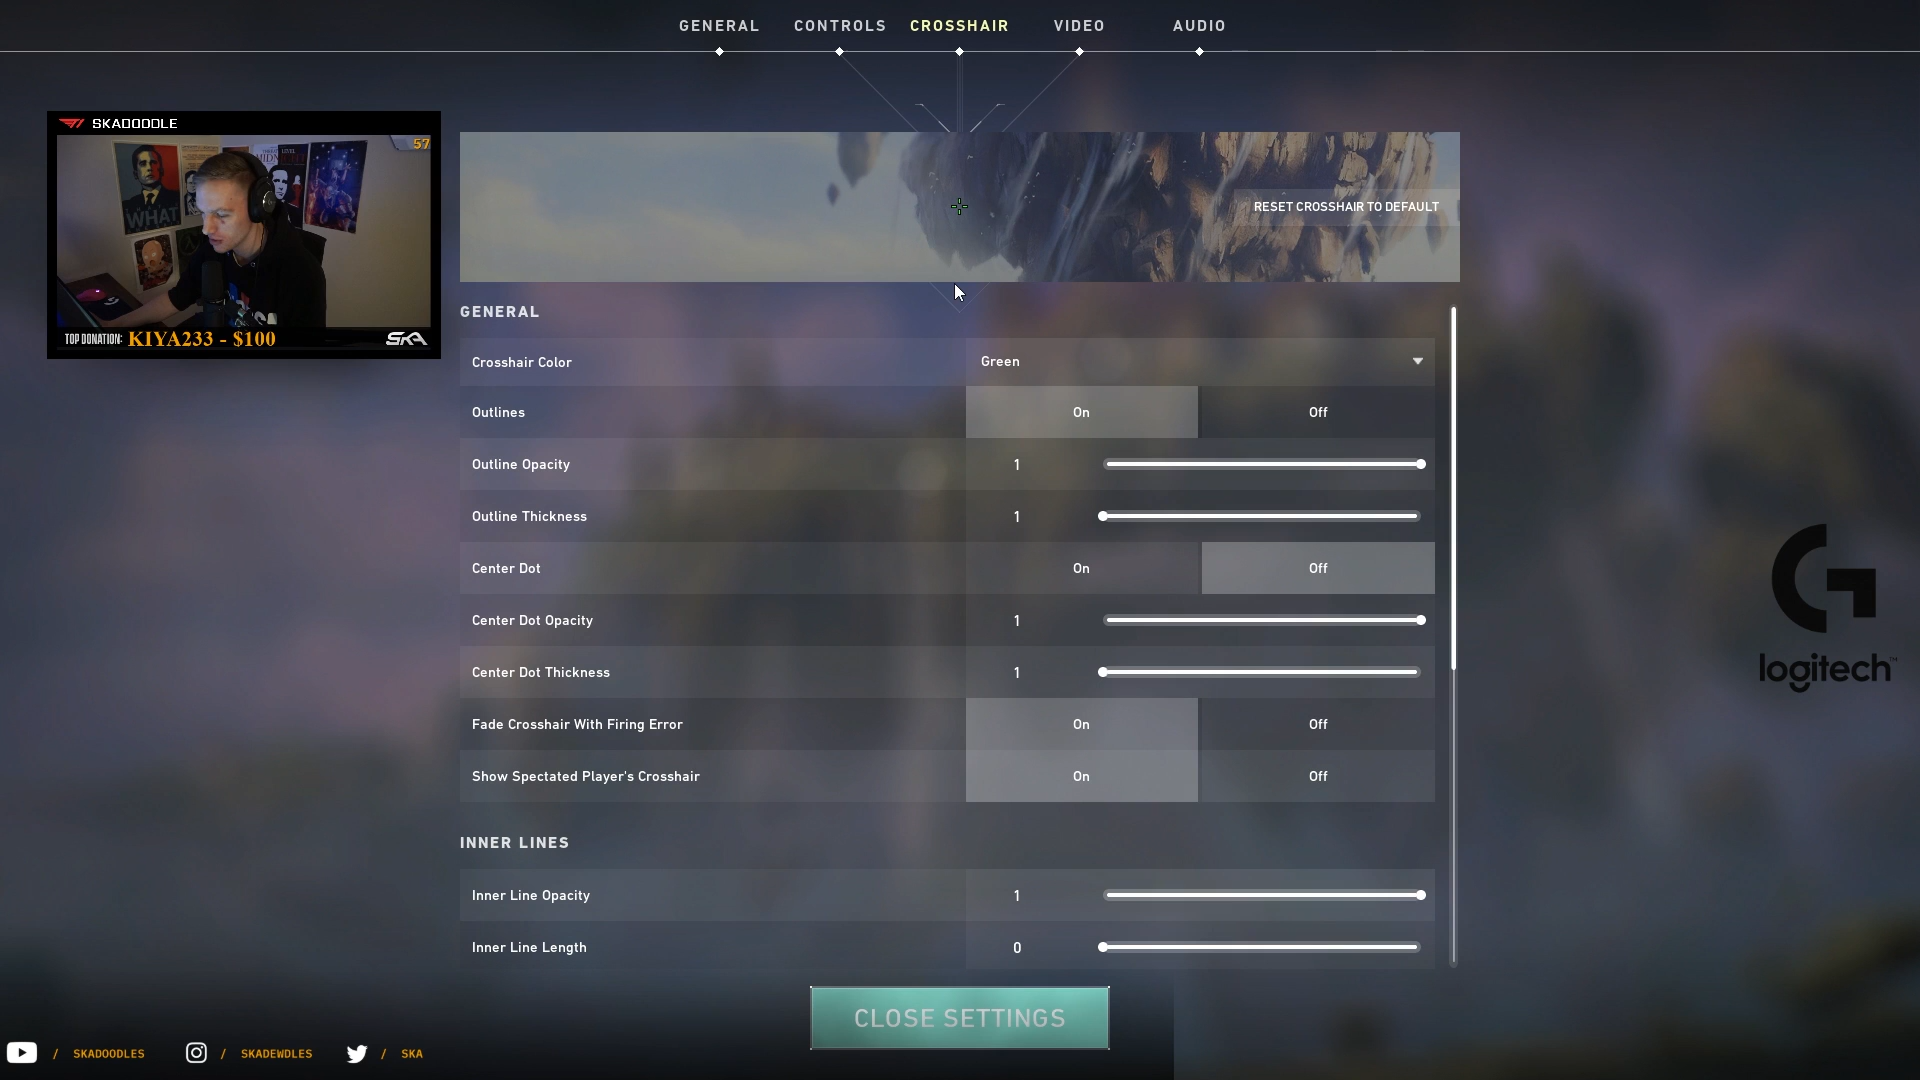 GENERAL CONTROLS CROSSHAIR VIDEO AUDIO
SKADOODLE
57
WHAT
TOP DONATION: KIYA233 - $100
SKA
RESET CROSSHAIR TO DEFAULT
GENERAL
Crosshair Color Green
Outlines On Off
Outline Opacity 1
Outline Thickness 1
Center Dot On Off
Center Dot Opacity 1
Center Dot Thickness 1
Fade Crosshair With Firing Error On Off
Show Spectated Player's Crosshair On Off
INNER LINES
Inner Line Opacity 1
Inner Line Length 0
CLOSE SETTINGS
logitech™
/ SKADOODLES / SKADEWDLES / SKA